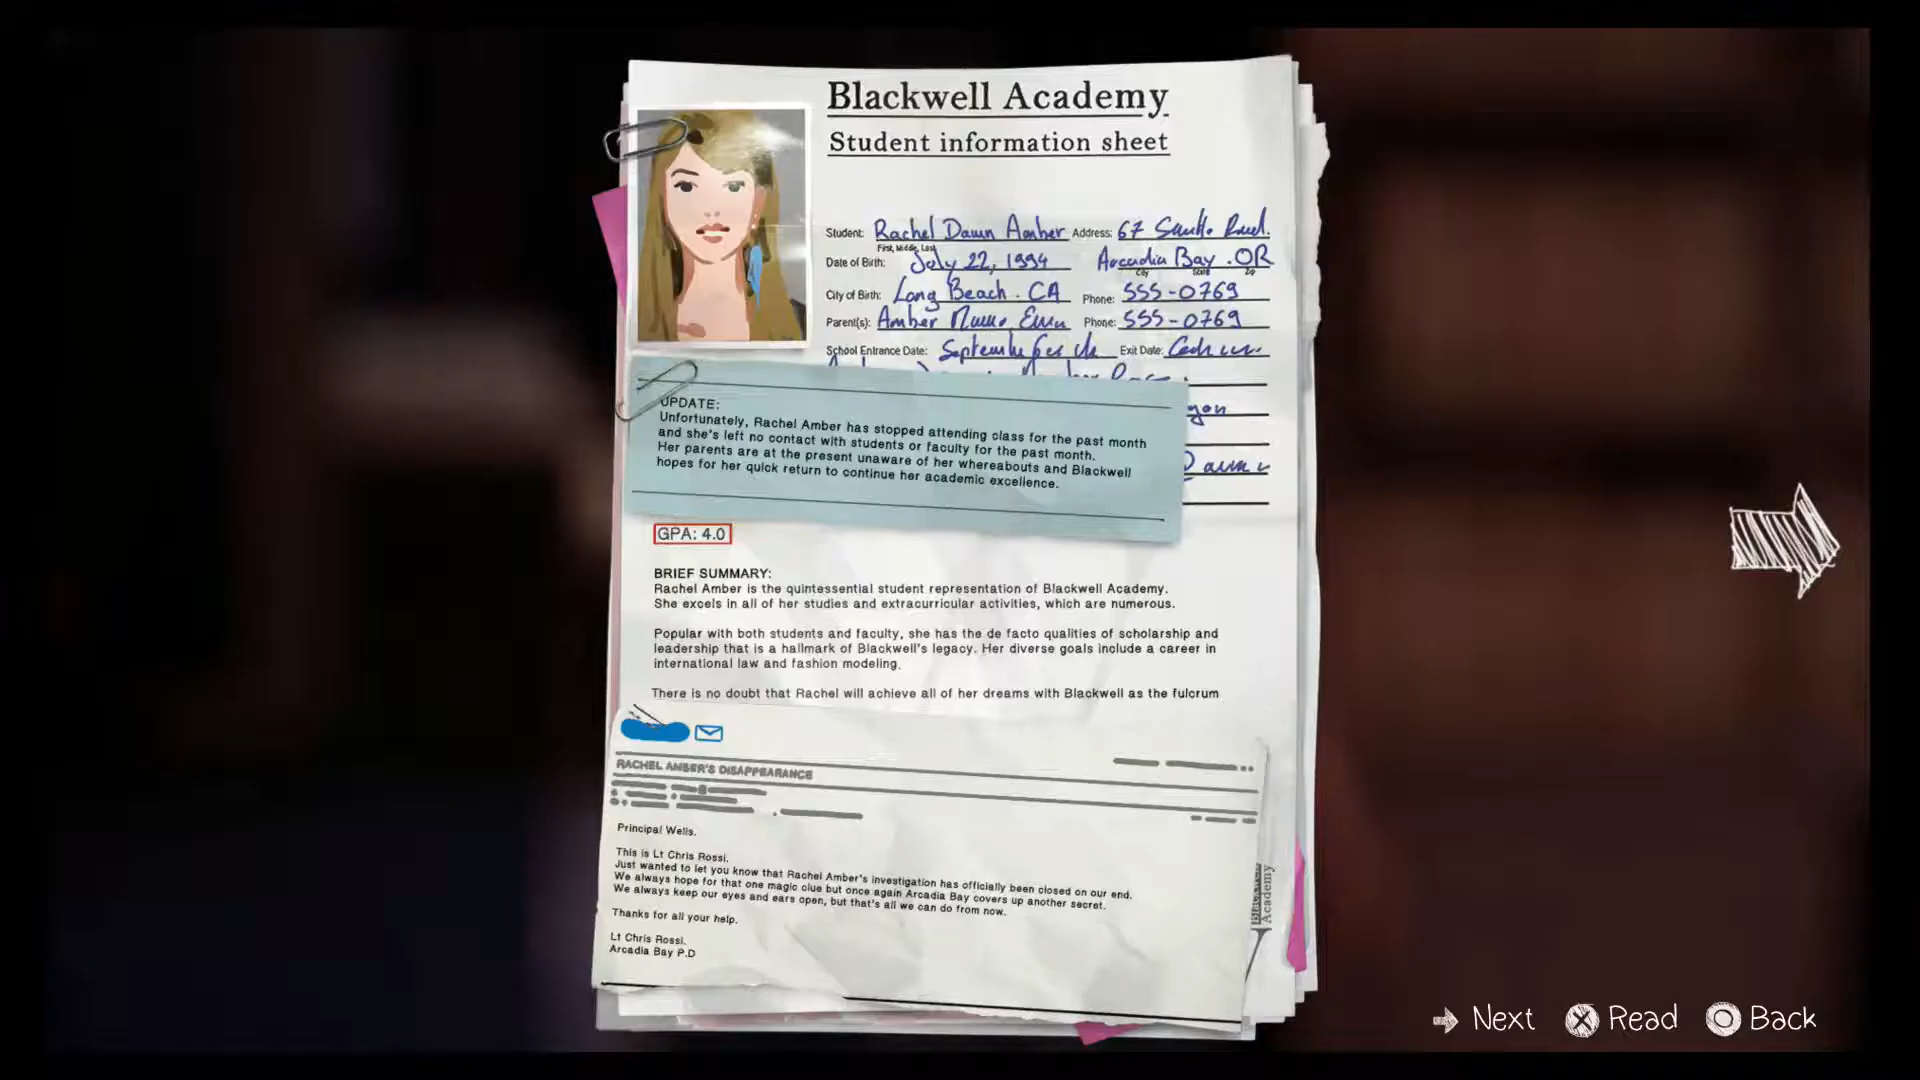 Blackwell Academy
Student information sheet
Student: Rachel Dawn Amber Address: 67
First, Middle, Last
Date of Birth: July 22, 1994 Arcadia Bay . OR
City State Zip
City of Birth: Long Beach . CA Phone: 555-0769
Parent(s): Amber Phone: 555-0769
School Entrance Date: Exit Date:
UPDATE:
Unfortunately, Rachel Amber has stopped attending class for the past month
and she's left no contact with students or faculty for the past month.
Her parents are at the present unaware of her whereabouts and Blackwell
hopes for her quick return to continue her academic excellence.
GPA: 4.0
BRIEF SUMMARY:
Rachel Amber is the quintessential student representation of Blackwell Academy.
She excels in all of her studies and extracurricular activities, which are numerous.
Popular with both students and faculty, she has the de facto qualities of scholarship and
leadership that is a hallmark of Blackwell's legacy. Her diverse goals include a career in
international law and fashion modeling.
There is no doubt that Rachel will achieve all of her dreams with Blackwell as the fulcrum
RACHEL AMBER'S DISAPPEARANCE
Principal Wells.
This is Lt Chris Rossi.
Just wanted to let you know that Rachel Amber's investigation has officially been closed on our end.
We always hope for that one magic clue but once again Arcadia Bay covers up another secret.
We always keep our eyes and ears open, but that's all we can do from now.
Thanks for all your help.
Lt Chris Rossi.
Arcadia Bay P.D
Academy
Next Read Back